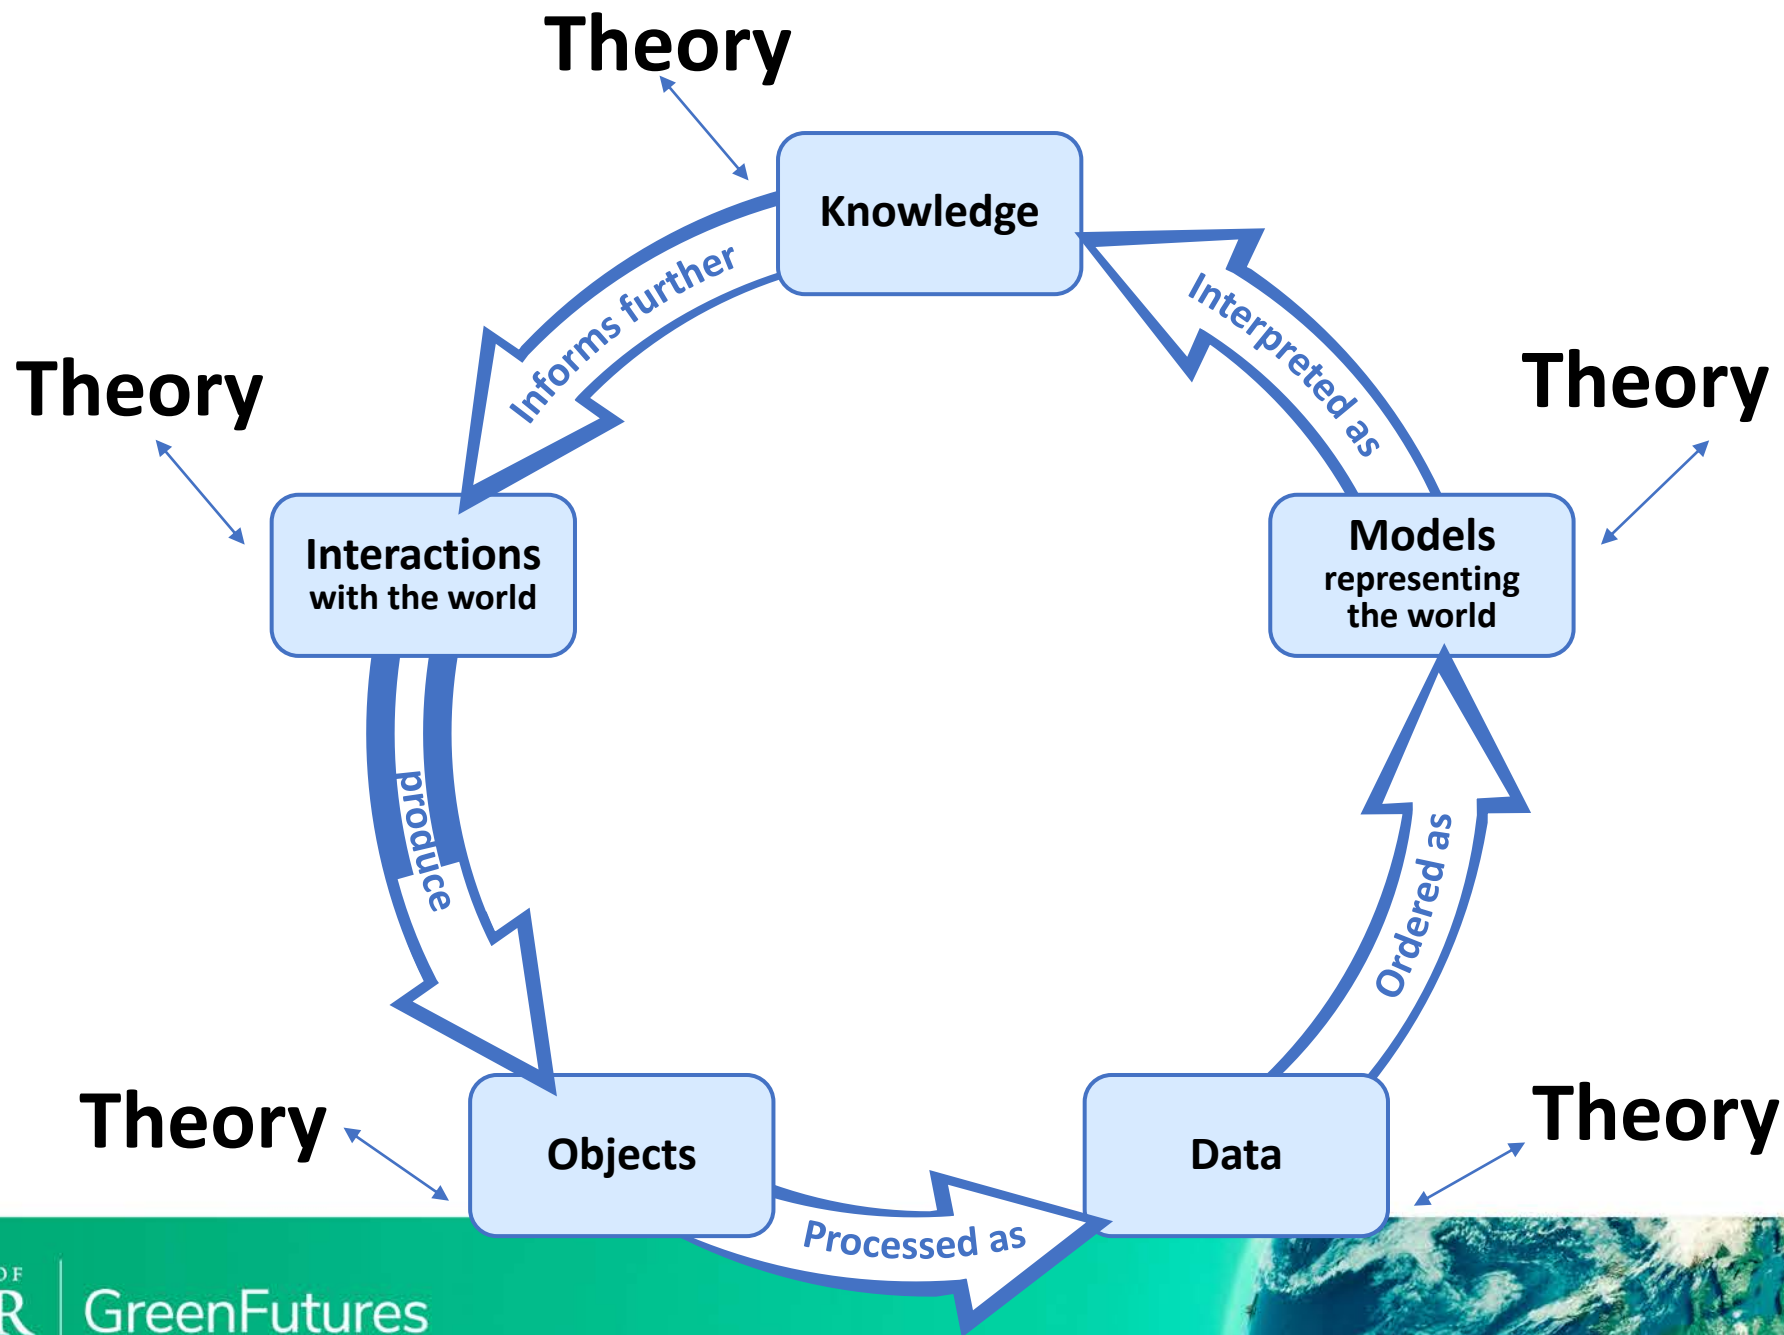 Theory
Knowledge
Informs further
Interpreted as
Theory
Theory
Interactions
with the world
Models
representing
the world
produce
Ordered as
Theory
Theory
Objects
Data
Processed as
OF
R
GreenFutures